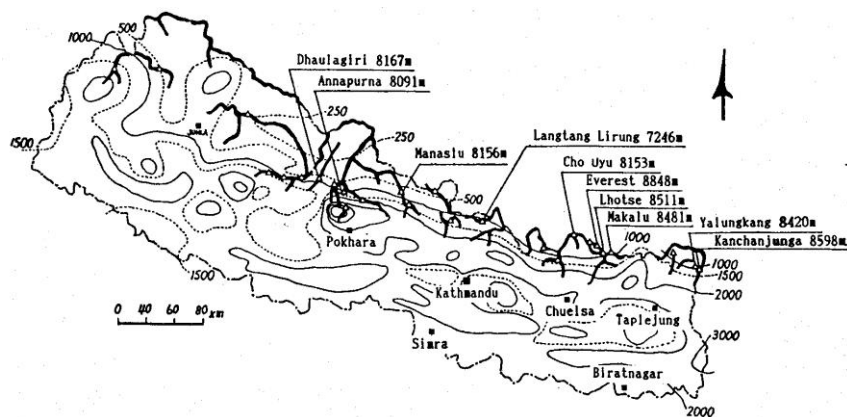 500
1000
Dhaulagiri 8167m
Annapurna 8091m
250
250
1500
JUMLA
Manaslu 8156m
Langtang Lirung 7246m
500
Cho Uyu 8153m
Everest 8848m
Lhotse 8511m
Makalu 8481m
1000
Yalungkang 8420m
Kanchanjunga 8598m
1000
1500
2000
Pokhara
1500
Kathmandu
Chuelsa
Taplejung
0 20 40 60 80
km
Simra
3000
Biratnagar
2000